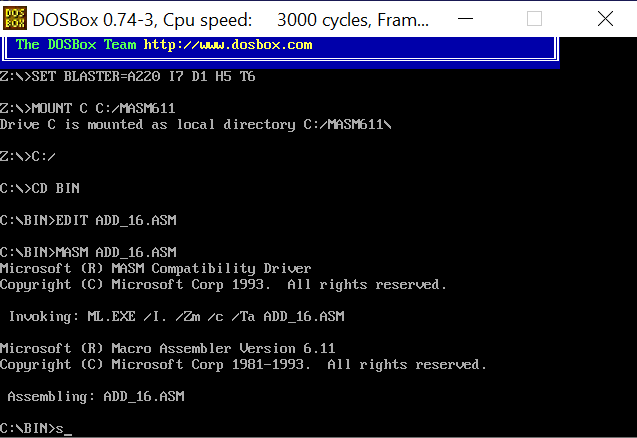 DOS
BOX
DOSBox 0.74-3, Cpu speed: 3000 cycles, Fram...
The DOSBox Team http://www.dosbox.com
Z:\>SET BLASTER=A220 I7 D1 H5 T6
Z:\>MOUNT C C:/MASM611
Drive C is mounted as local directory C:/MASM611\
Z:\>C:/
C:\>CD BIN
C:\BIN>EDIT ADD_16.ASM
C:\BIN>MASM ADD_16.ASM
Microsoft (R) MASM Compatibility Driver
Copyright (C) Microsoft Corp 1993.  All rights reserved.
Invoking: ML.EXE /I. /Zm /c /Ta ADD_16.ASM
Microsoft (R) Macro Assembler Version 6.11
Copyright (C) Microsoft Corp 1981-1993.  All rights reserved.
Assembling: ADD_16.ASM
C:\BIN>s_